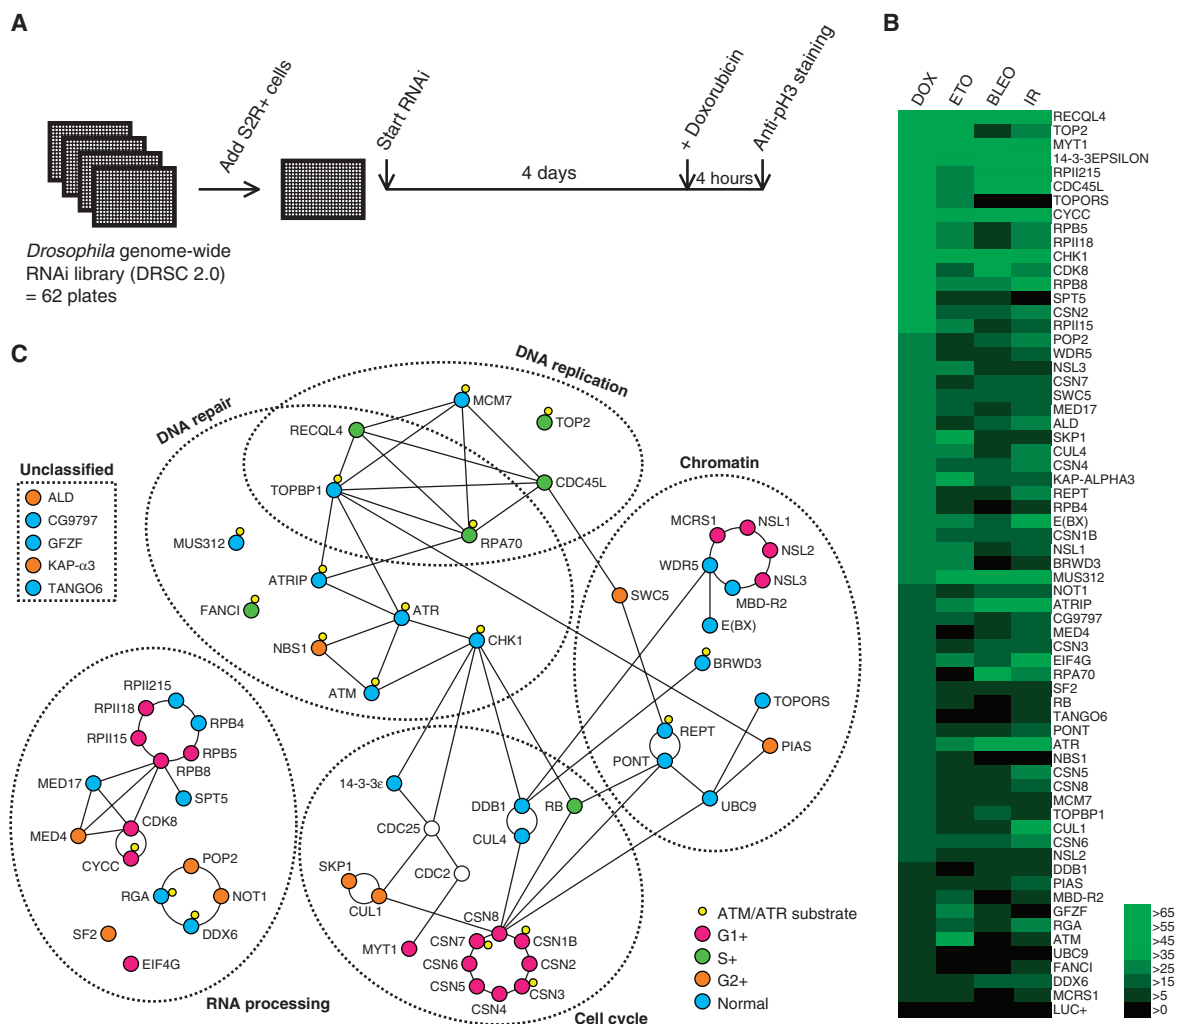 A
Add S2R+ cells
Start RNAi
+ Doxorubicin
Anti-pH3 staining
4 days
4 hours
Drosophila genome-wide
RNAi library (DRSC 2.0)
= 62 plates
B
DOX
ETO
BLEO
IR
RECQL4
TOP2
MYT1
14-3-3EPSILON
RPII215
CDC45L
TOPORS
CYCC
RPB5
RPII18
CHK1
CDK8
RPB8
SPT5
CSN2
RPII15
POP2
WDR5
NSL3
CSN7
SWC5
MED17
ALD
SKP1
CUL4
CSN4
KAP-ALPHA3
REPT
RPB4
E(BX)
CSN1B
NSL1
BRWD3
MUS312
NOT1
ATRIP
CG9797
MED4
CSN3
EIF4G
RPA70
SF2
RB
TANGO6
PONT
ATR
NBS1
CSN5
CSN8
MCM7
TOPBP1
CUL1
CSN6
NSL2
DDB1
PIAS
MBD-R2
GFZF
RGA
ATM
UBC9
FANCI
DDX6
MCRS1
LUC+
>65
>55
>45
>35
>25
>15
>5
>0
C
DNA replication
DNA repair
MCM7
TOP2
RECQL4
TOPBP1
CDC45L
RPA70
MUS312
ATRIP
FANCI
ATR
NBS1
CHK1
ATM
Unclassified
ALD
CG9797
GFZF
KAP-α3
TANGO6
Chromatin
MCRS1
NSL1
NSL2
WDR5
NSL3
MBD-R2
SWC5
E(BX)
BRWD3
TOPORS
REPT
PIAS
PONT
UBC9
RPII215
RPII18
RPB4
RPII15
RPB5
RPB8
MED17
SPT5
CDK8
MED4
CYCC
POP2
RGA
NOT1
DDX6
SF2
EIF4G
RNA processing
14-3-3ε
DDB1
RB
CDC25
CUL4
SKP1
CDC2
CUL1
CSN8
CSN7
CSN1B
MYT1
CSN6
CSN2
CSN5
CSN3
CSN4
Cell cycle
ATM/ATR substrate
G1+
S+
G2+
Normal